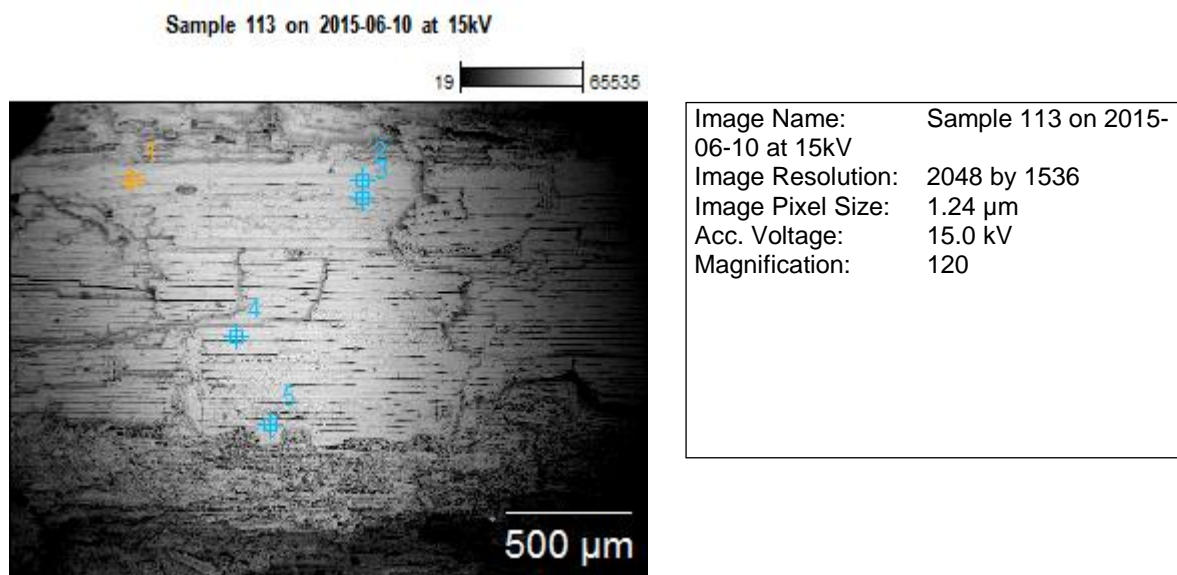 Sample 113 on 2015-06-10 at 15kV
19 65535
1
2
3
4
5
500 µm
Image Name: Sample 113 on 2015-
06-10 at 15kV
Image Resolution: 2048 by 1536
Image Pixel Size: 1.24 µm
Acc. Voltage: 15.0 kV
Magnification: 120